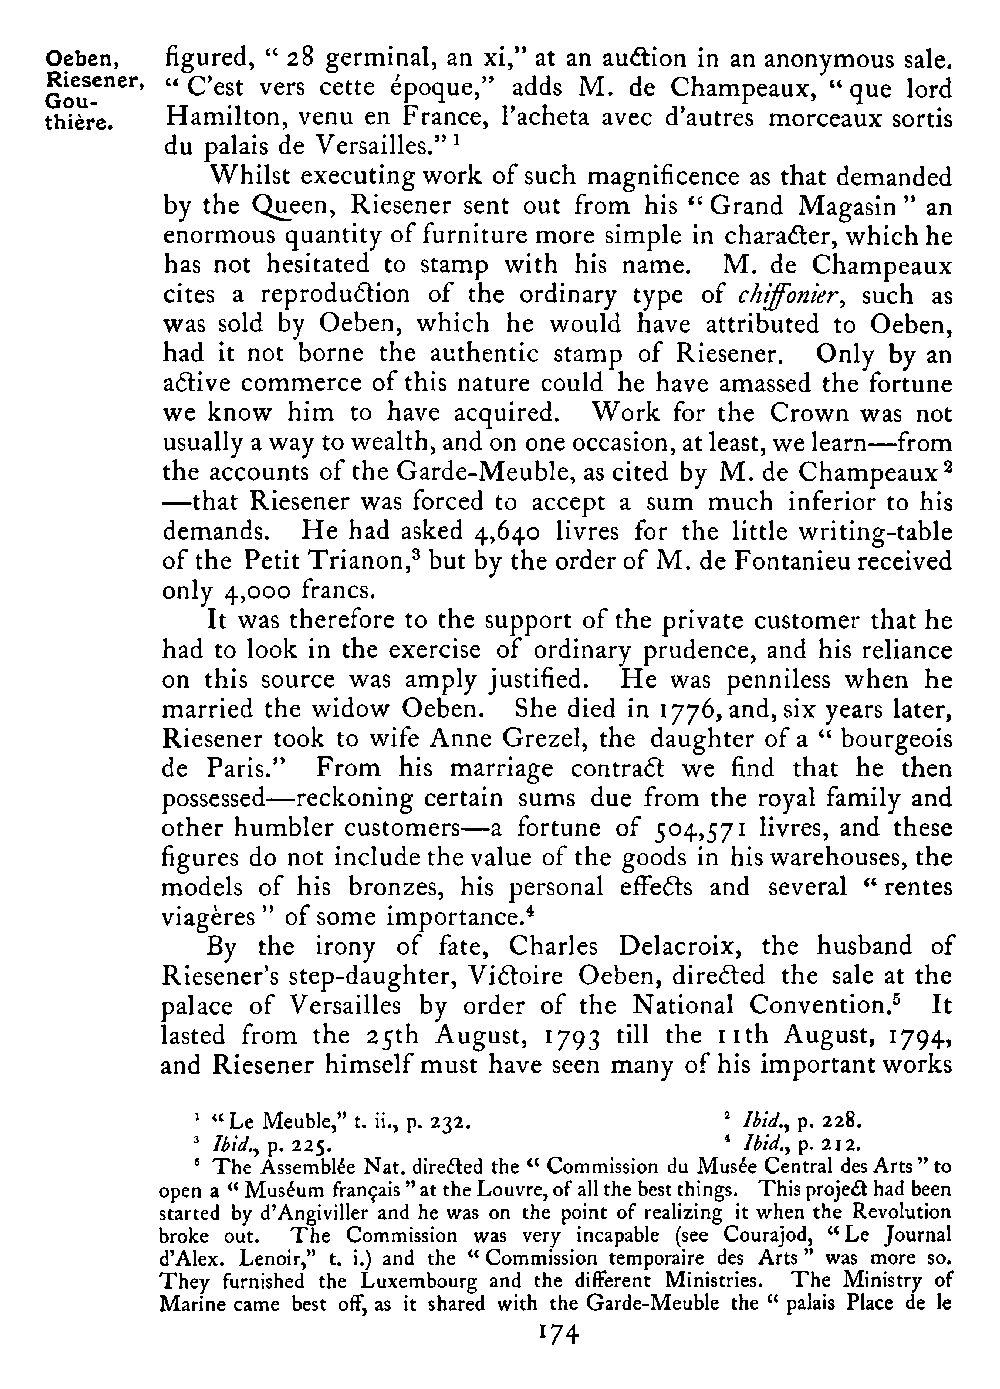 Oeben,
Riesener,
Gou-
thière.
figured, “ 28 germinal, an xi,” at an auction in an anonymous sale.
“ C’est vers cette époque,” adds M. de Champeaux, “ que lord
Hamilton, venu en France, l’acheta avec d’autres morceaux sortis
du palais de Versailles.” ¹
Whilst executing work of such magnificence as that demanded
by the Queen, Riesener sent out from his “ Grand Magasin ” an
enormous quantity of furniture more simple in character, which he
has not hesitated to stamp with his name. M. de Champeaux
cites a reproduction of the ordinary type of chiffonier, such as
was sold by Oeben, which he would have attributed to Oeben,
had it not borne the authentic stamp of Riesener. Only by an
active commerce of this nature could he have amassed the fortune
we know him to have acquired. Work for the Crown was not
usually a way to wealth, and on one occasion, at least, we learn—from
the accounts of the Garde-Meuble, as cited by M. de Champeaux ²
—that Riesener was forced to accept a sum much inferior to his
demands. He had asked 4,640 livres for the little writing-table
of the Petit Trianon,³ but by the order of M. de Fontanieu received
only 4,000 francs.
It was therefore to the support of the private customer that he
had to look in the exercise of ordinary prudence, and his reliance
on this source was amply justified. He was penniless when he
married the widow Oeben. She died in 1776, and, six years later,
Riesener took to wife Anne Grezel, the daughter of a “ bourgeois
de Paris.” From his marriage contract we find that he then
possessed—reckoning certain sums due from the royal family and
other humbler customers—a fortune of 504,571 livres, and these
figures do not include the value of the goods in his warehouses, the
models of his bronzes, his personal effects and several “ rentes
viagères ” of some importance.⁴
By the irony of fate, Charles Delacroix, the husband of
Riesener’s step-daughter, Victoire Oeben, directed the sale at the
palace of Versailles by order of the National Convention.⁵ It
lasted from the 25th August, 1793 till the 11th August, 1794,
and Riesener himself must have seen many of his important works
¹ “ Le Meuble,” t. ii., p. 232. ² Ibid., p. 228.
³ Ibid., p. 225. ⁴ Ibid., p. 212.
⁵ The Assemblée Nat. directed the “ Commission du Musée Central des Arts ” to
open a “ Muséum français ” at the Louvre, of all the best things. This project had been
started by d’Angiviller and he was on the point of realizing it when the Revolution
broke out. The Commission was very incapable (see Courajod, “ Le Journal
d’Alex. Lenoir,” t. i.) and the “ Commission temporaire des Arts ” was more so.
They furnished the Luxembourg and the different Ministries. The Ministry of
Marine came best off, as it shared with the Garde-Meuble the “ palais Place de le
174